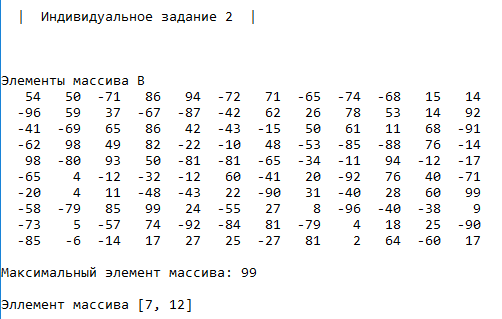 | Индивидуальное задание 2 |
Элементы массива B
54 50 -71 86 94 -72 71 -65 -74 -68 15 14
-96 59 37 -67 -87 -42 62 26 78 53 14 92
-41 -69 65 86 42 -43 -15 50 61 11 68 -91
-62 98 49 82 -22 -10 48 -53 -85 -88 76 -14
98 -80 93 50 -81 -81 -65 -34 -11 94 -12 -17
-65 4 -12 -32 -12 60 -41 20 -92 76 40 -71
-20 4 11 -48 -43 22 -90 31 -40 28 60 99
-58 -79 85 99 24 -55 27 8 -96 -40 -38 9
-73 5 -57 74 -92 -84 81 -79 4 18 25 -90
-85 -6 -14 17 27 25 -27 81 2 64 -60 17
Максимальный элемент массива: 99
Эллемент массива [7, 12]